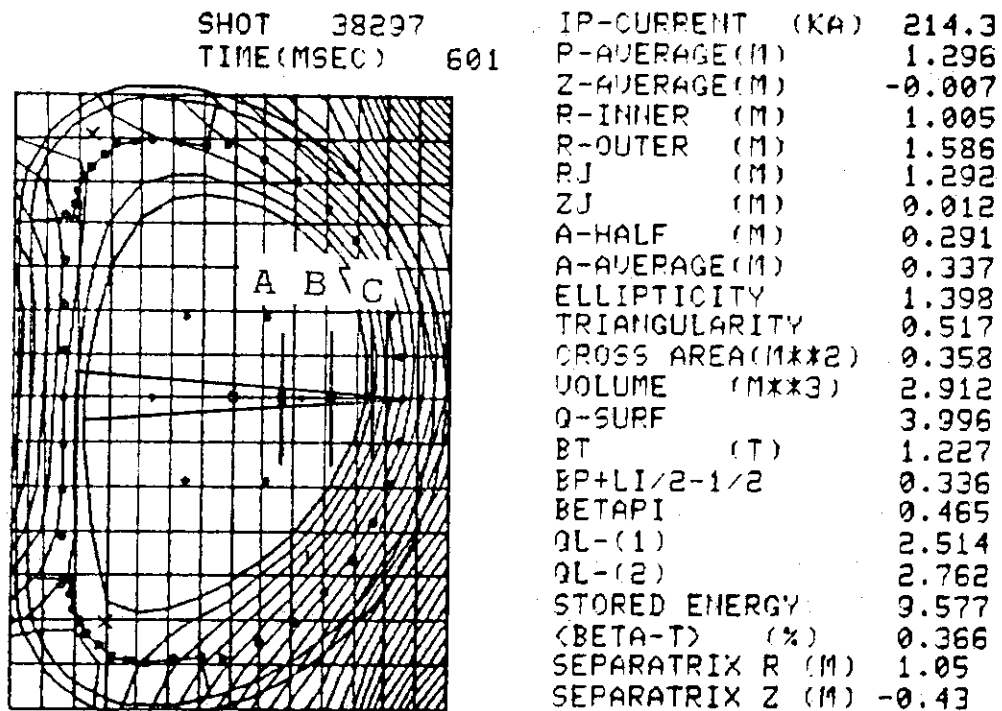 SHOT 38297
TIME(MSEC) 601
A B C
IP-CURRENT (KA) 214.3
R-AVERAGE(M) 1.296
Z-AVERAGE(M) -0.007
R-INNER (M) 1.005
R-OUTER (M) 1.586
RJ (M) 1.292
ZJ (M) 0.012
A-HALF (M) 0.291
A-AVERAGE(M) 0.337
ELLIPTICITY 1.398
TRIANGULARITY 0.517
CROSS AREA(M**2) 0.358
VOLUME (M**3) 2.912
Q-SURF 3.996
BT (T) 1.227
BP+LI/2-1/2 0.336
BETAPI 0.465
QL-(1) 2.514
QL-(2) 2.762
STORED ENERGY 9.577
<BETA-T> (%) 0.366
SEPARATRIX R (M) 1.05
SEPARATRIX Z (M) -0.43